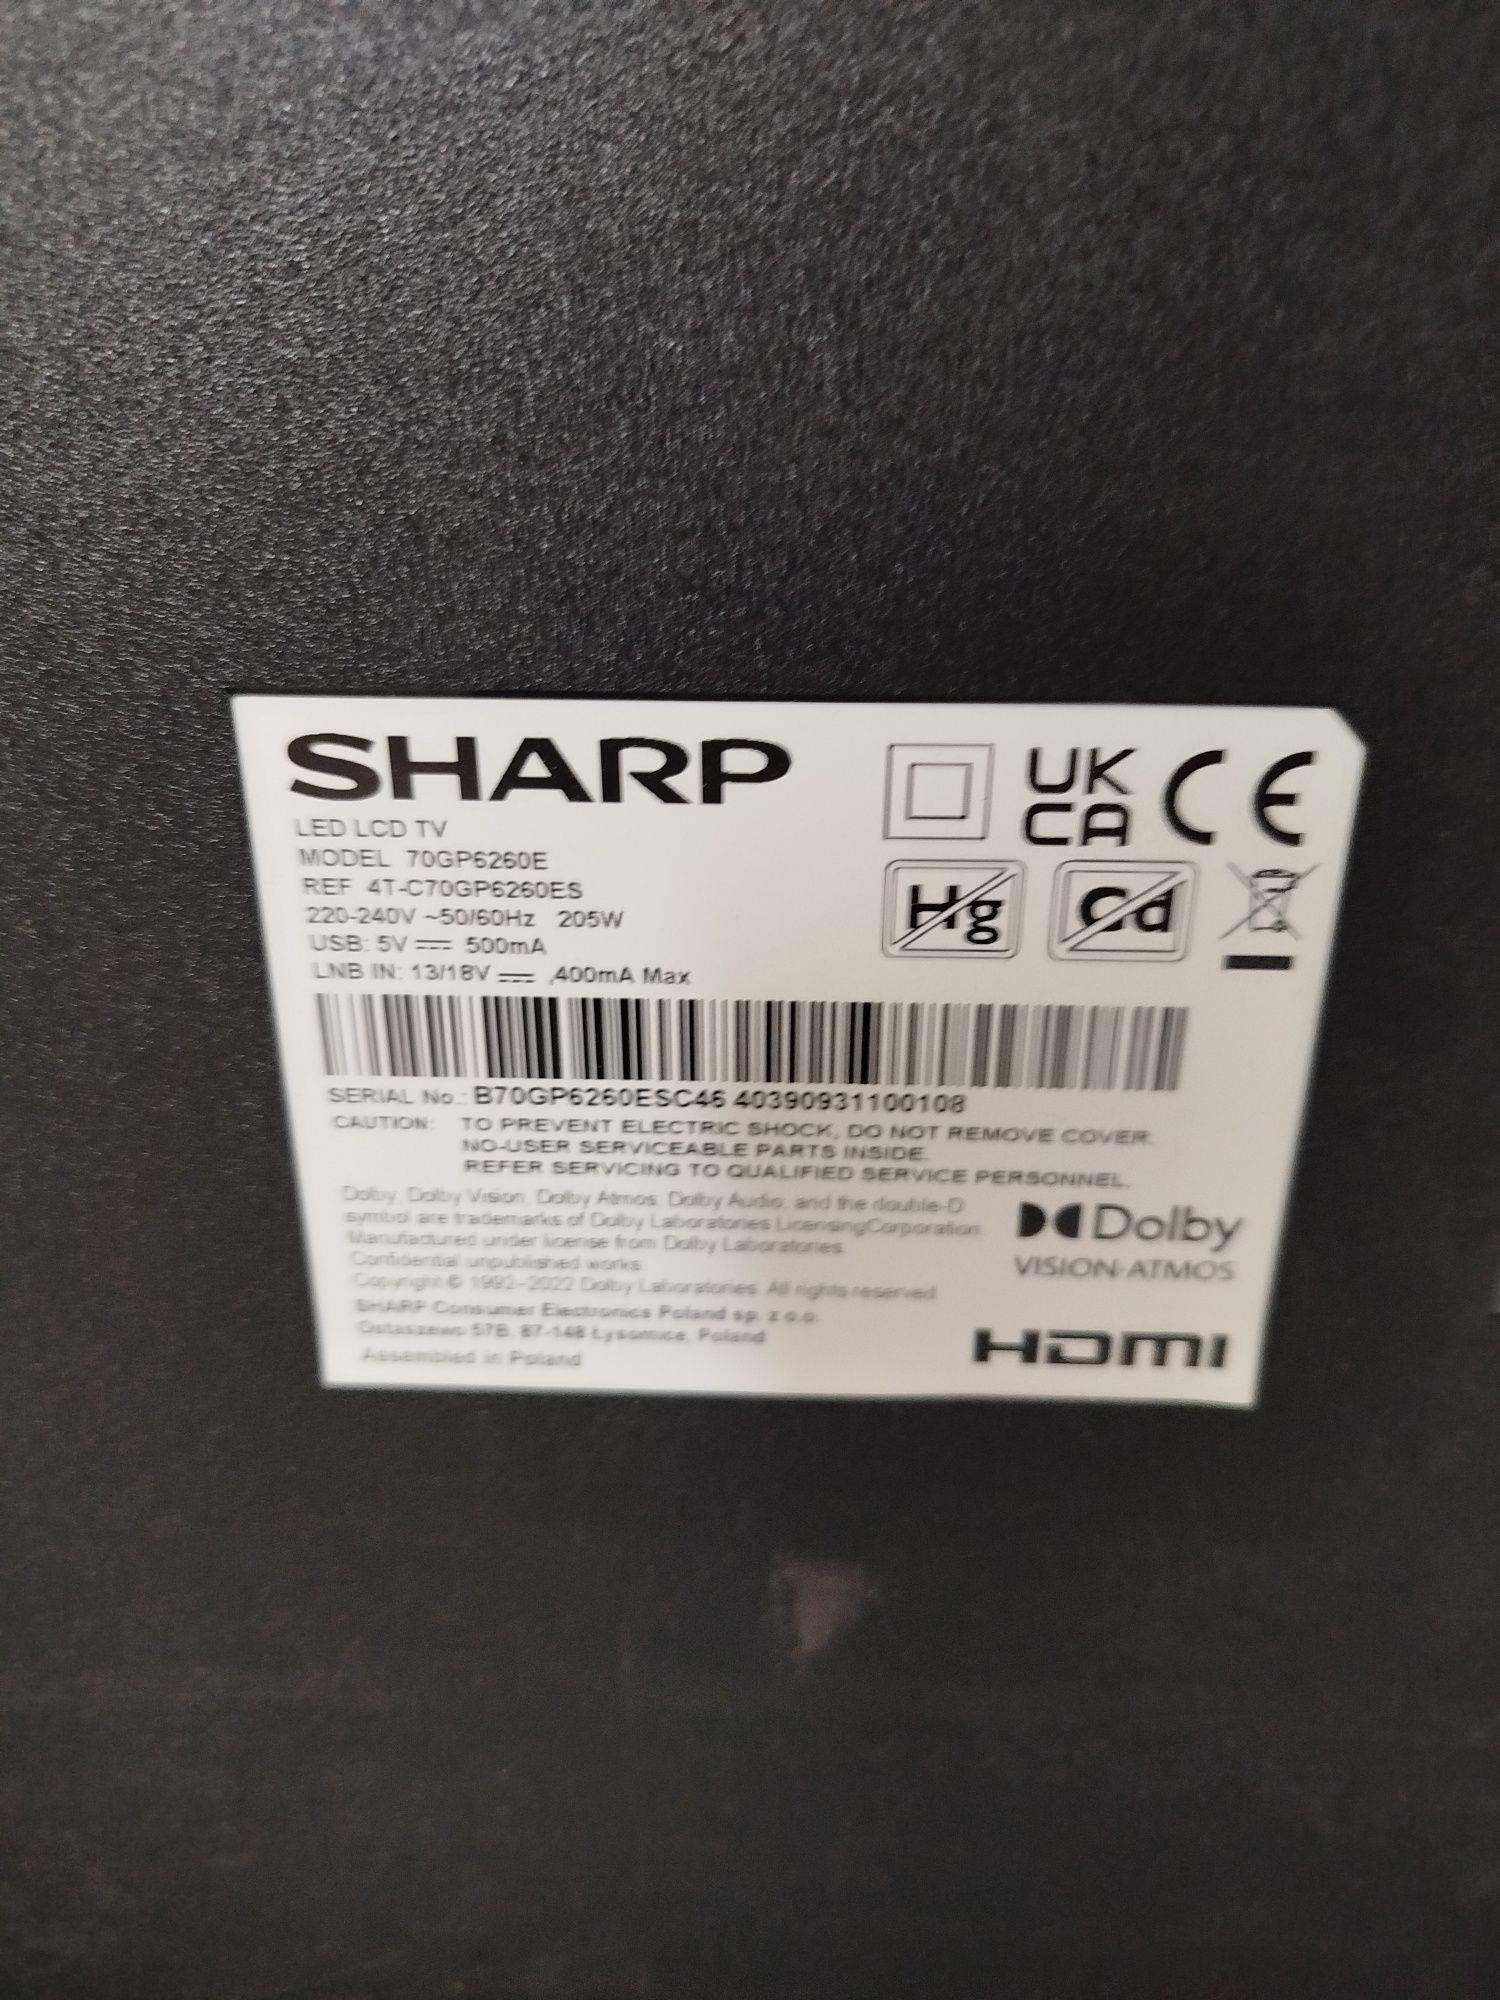 SHARP
UK
CA
CE
LED LCD TV
MODEL 70GP6260E
REF 4T-C70GP6260ES
Hg
Cd
220-240V ~50/60Hz 205W
USB: 5V ⎓ 500mA
LNB IN: 13/18V ⎓ ,400mA Max
SERIAL No.: B70GP6260ESC46 40390931100108
CAUTION: TO PREVENT ELECTRIC SHOCK, DO NOT REMOVE COVER.
NO-USER SERVICEABLE PARTS INSIDE.
REFER SERVICING TO QUALIFIED SERVICE PERSONNEL.
Dolby, Dolby Vision, Dolby Atmos, Dolby Audio, and the double-D
symbol are trademarks of Dolby Laboratories LicensingCorporation.
Manufactured under license from Dolby Laboratories.
Confidential unpublished works.
Copyright © 1992-2022 Dolby Laboratories. All rights reserved.
Dolby
VISION·ATMOS
SHARP Consumer Electronics Poland sp. z o.o.
Ostaszewo 57B, 87-148 Łysomice, Poland
Assembled in Poland
HDMI